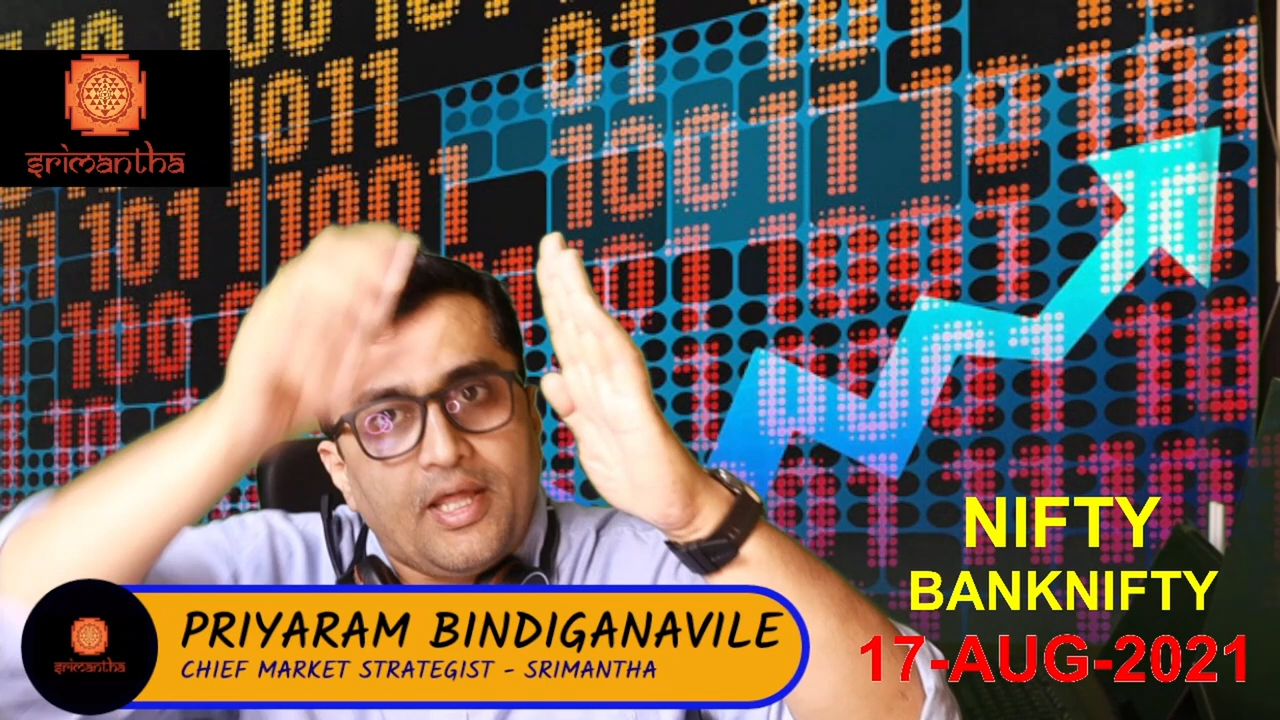 srimantha
PRIYARAM BINDIGANAVILE
CHIEF MARKET STRATEGIST - SRIMANTHA
srimantha
NIFTY
BANKNIFTY
17-AUG-2021